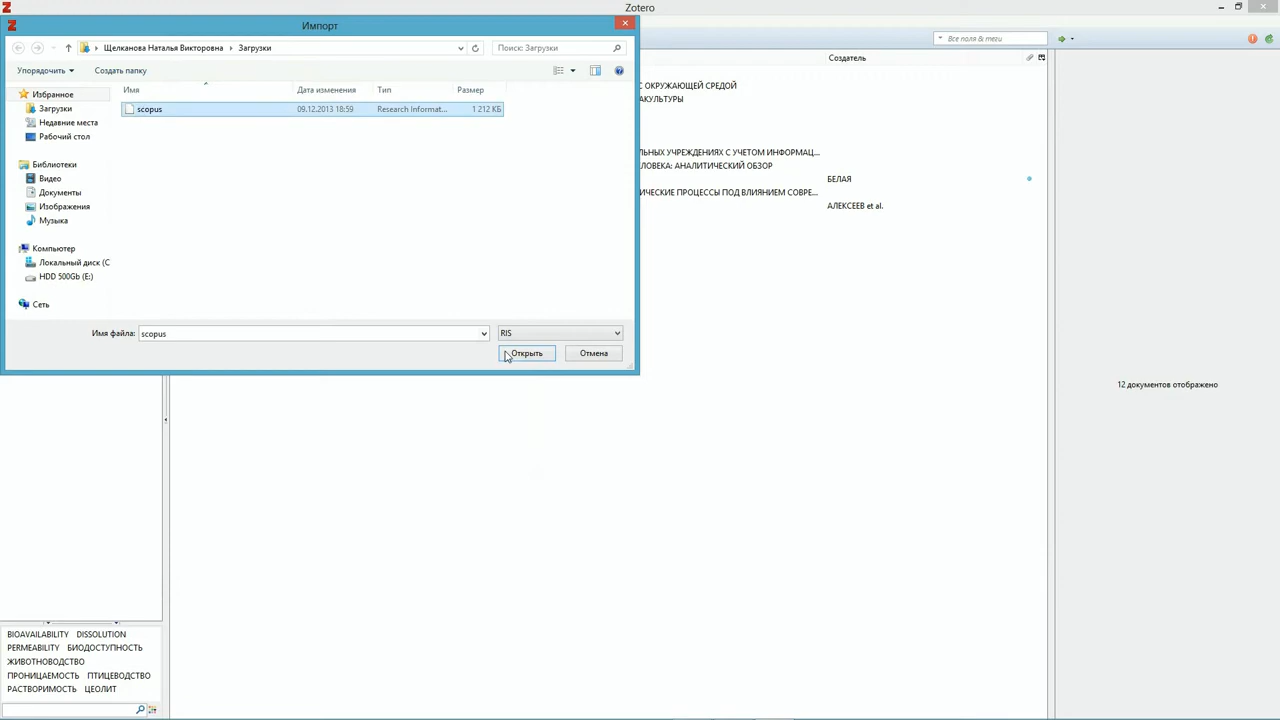 Zotero
Импорт
Щелканова Наталья Викторовна
Загрузки
Поиск: Загрузки
Все поля & теги
Упорядочить
Создать папку
Создатель
Имя
Дата изменения
Тип
Размер
scopus
09.12.2013 18:59
Research Informat...
1 212 КБ
Избранное
Загрузки
Недавние места
Рабочий стол
Библиотеки
Видео
Документы
Изображения
Музыка
Компьютер
Локальный диск (C
HDD 500Gb (E:)
Сеть
С ОКРУЖАЮЩЕЙ СРЕДОЙ
АКУЛЬТУРЫ
ЛЬНЫХ УЧРЕЖДЕНИЯХ С УЧЕТОМ ИНФОРМАЦ...
ЛОВЕКА: АНАЛИТИЧЕСКИЙ ОБЗОР
БЕЛАЯ
ИЧЕСКИЕ ПРОЦЕССЫ ПОД ВЛИЯНИЕМ СОВРЕ...
АЛЕКСЕЕВ et al.
Имя файла:
scopus
RIS
Открыть
Отмена
12 документов отображено
BIOAVAILABILITY DISSOLUTION
PERMEABILITY БИОДОСТУПНОСТЬ
ЖИВОТНОВОДСТВО
ПРОНИЦАЕМОСТЬ ПТИЦЕВОДСТВО
РАСТВОРИМОСТЬ ЦЕОЛИТ